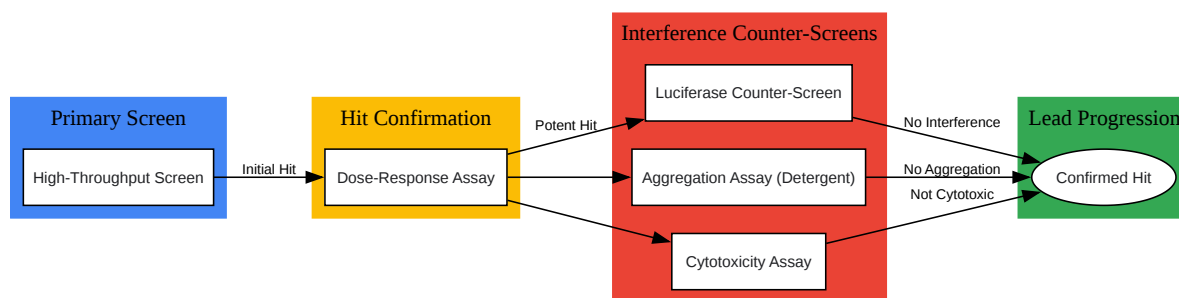 Primary Screen
High-Throughput Screen
Initial Hit
Hit Confirmation
Dose-Response Assay
Potent Hit
Interference Counter-Screens
Luciferase Counter-Screen
Aggregation Assay (Detergent)
Cytotoxicity Assay
No Interference
No Aggregation
Not Cytotoxic
Lead Progression
Confirmed Hit